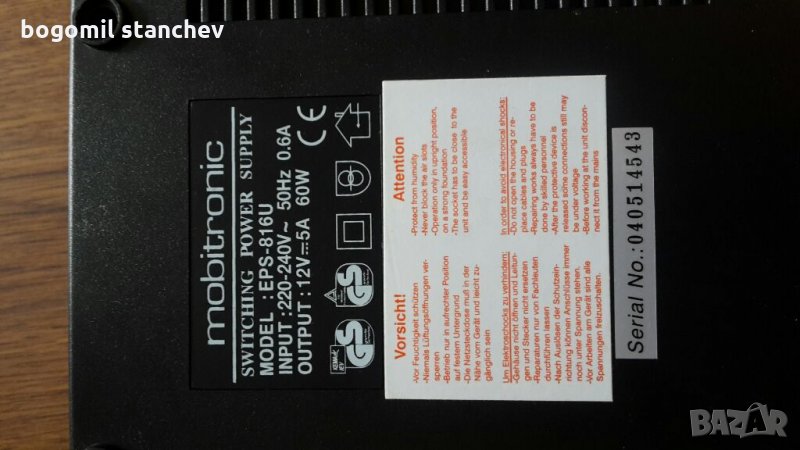 bogomil stanchev
mobitronic
SWITCHING POWER SUPPLY
MODEL :EPS-816U
INPUT :220-240V~ 50Hz 0.6A
OUTPUT:12V⎓5A 60W
CE
GS
GS
Vorsicht!
-Vor Feuchtigkeit schützen
-Niemals Lüftungsöffnungen ver-
sperren
-Betrieb nur in aufrechter Position
auf festem Untergrund
-Die Netzsteckdose muß in der
Nähe vom Gerät und leicht zu-
gänglich sein
Um Elektroschocks zu verhindern:
-Gehäuse nicht öffnen und Leitun-
gen und Stecker nicht ersetzen
-Reparaturen nur von Fachleuten
durchführen lassen
-Nach Auslösen der Schutzein-
richtung können Anschlüsse immer
noch unter Spannung stehen.
-Vor Arbeiten am Gerät sind alle
Spannungen freizuschalten.
Attention
-Protect from humidity
-Never block the air slots
-Operation only in upright position,
on a strong foundation
-The socket has to be close to the
unit and be easy accessible
In order to avoid electronical shocks:
-Do not open the housing or re-
place cables and plugs
-Repairing works always have to be
done by skilled personnel
-After the protective device is
released some connections still may
be under voltage
-Before working at the unit discon-
nect it from the mains
Serial No.:040514543
BAZAR